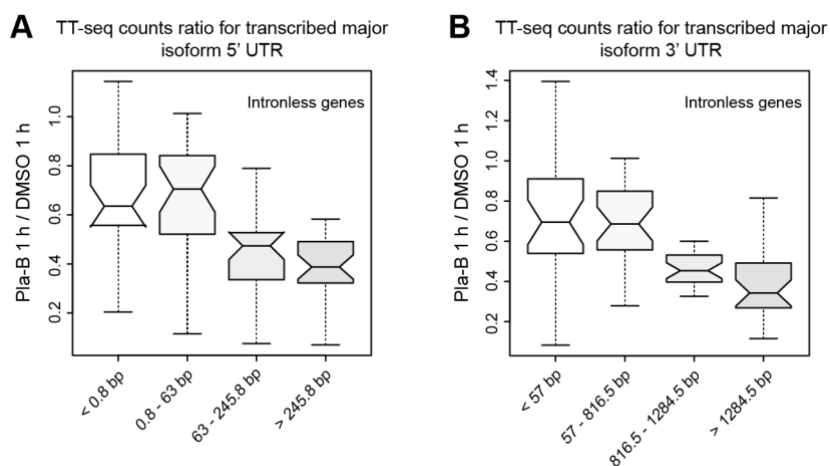 A
TT-seq counts ratio for transcribed major
isoform 5' UTR
Intronless genes
Pla-B 1 h / DMSO 1 h
1.0
0.8
0.6
0.4
0.2
< 0.8 bp
0.8 - 63 bp
63 - 245.8 bp
> 245.8 bp
B
TT-seq counts ratio for transcribed major
isoform 3' UTR
Intronless genes
Pla-B 1 h / DMSO 1 h
1.4
1.2
1.0
0.8
0.6
0.4
0.2
< 57 bp
57 - 816.5 bp
816.5 - 1284.5 bp
> 1284.5 bp